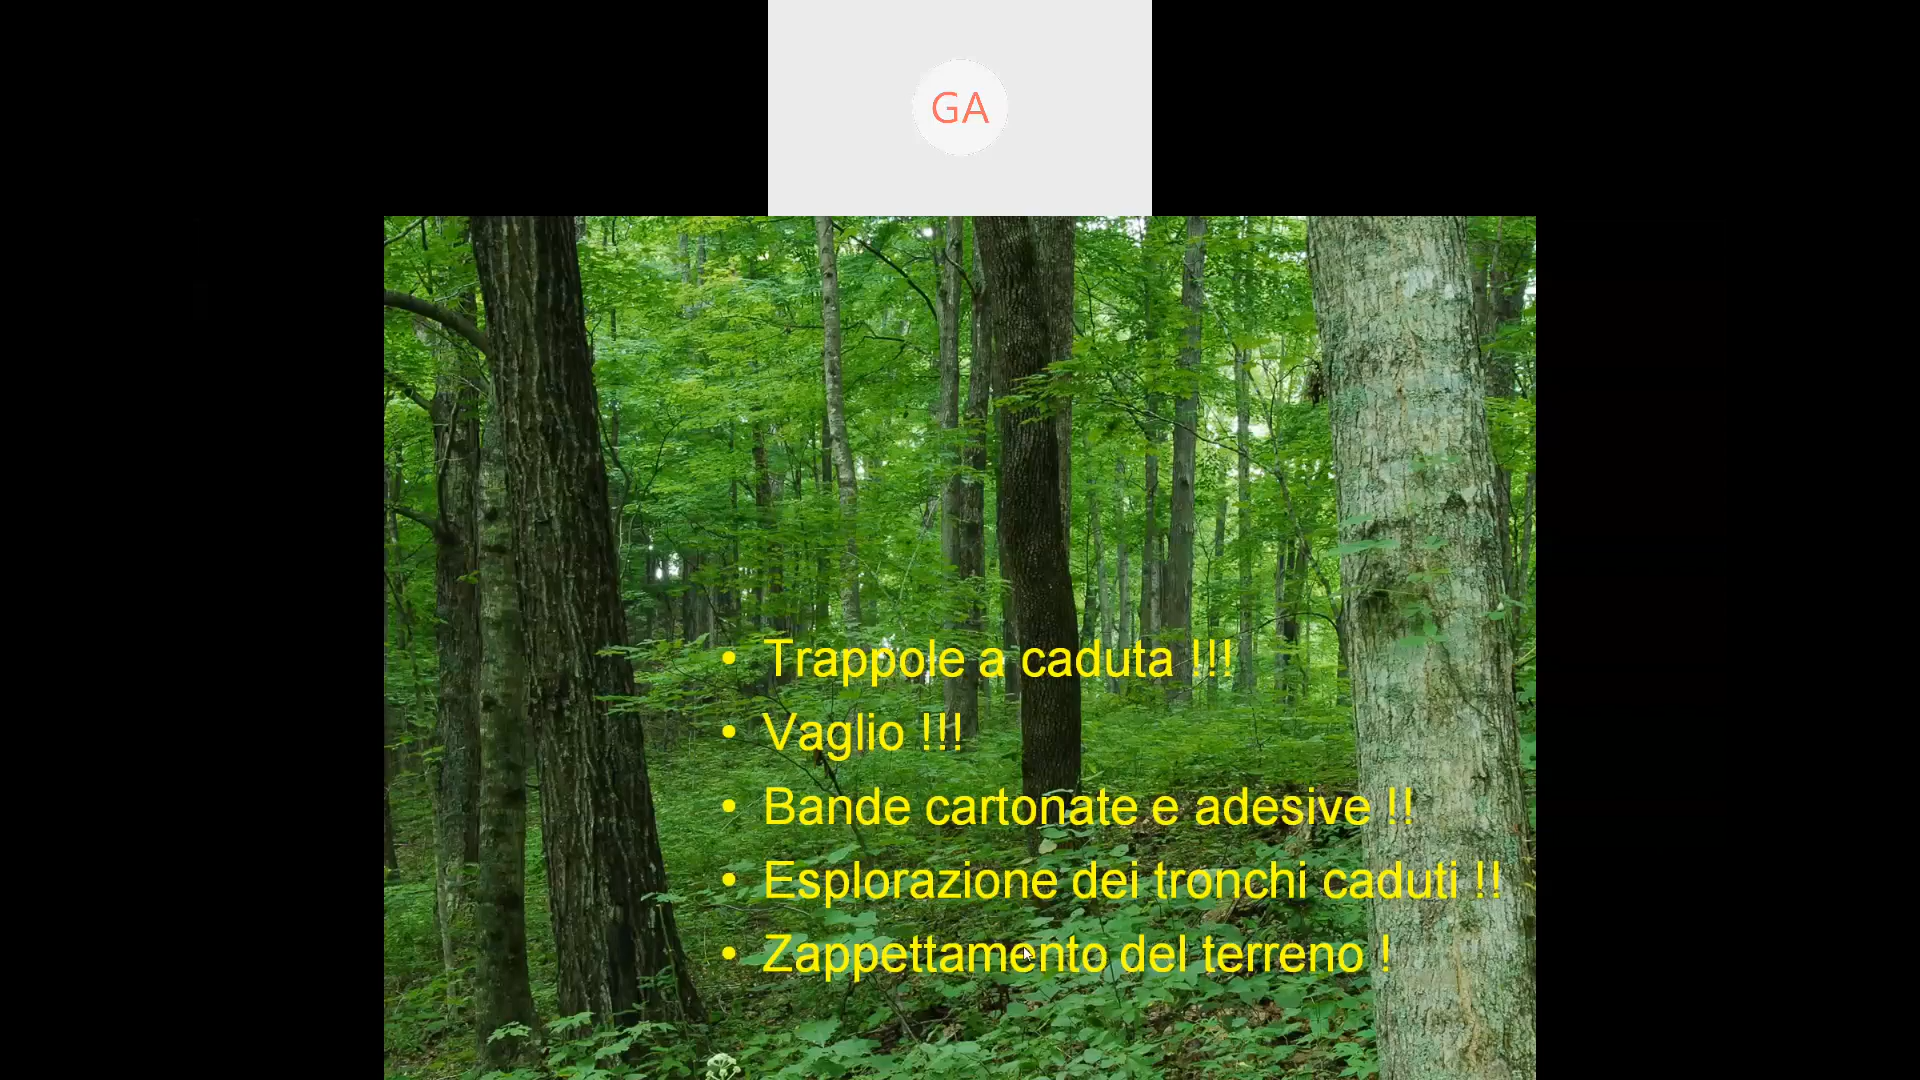 GA
• Trappole a caduta !!!
• Vaglio !!!
• Bande cartonate e adesive !!
• Esplorazione dei tronchi caduti !!
• Zappettamento del terreno !